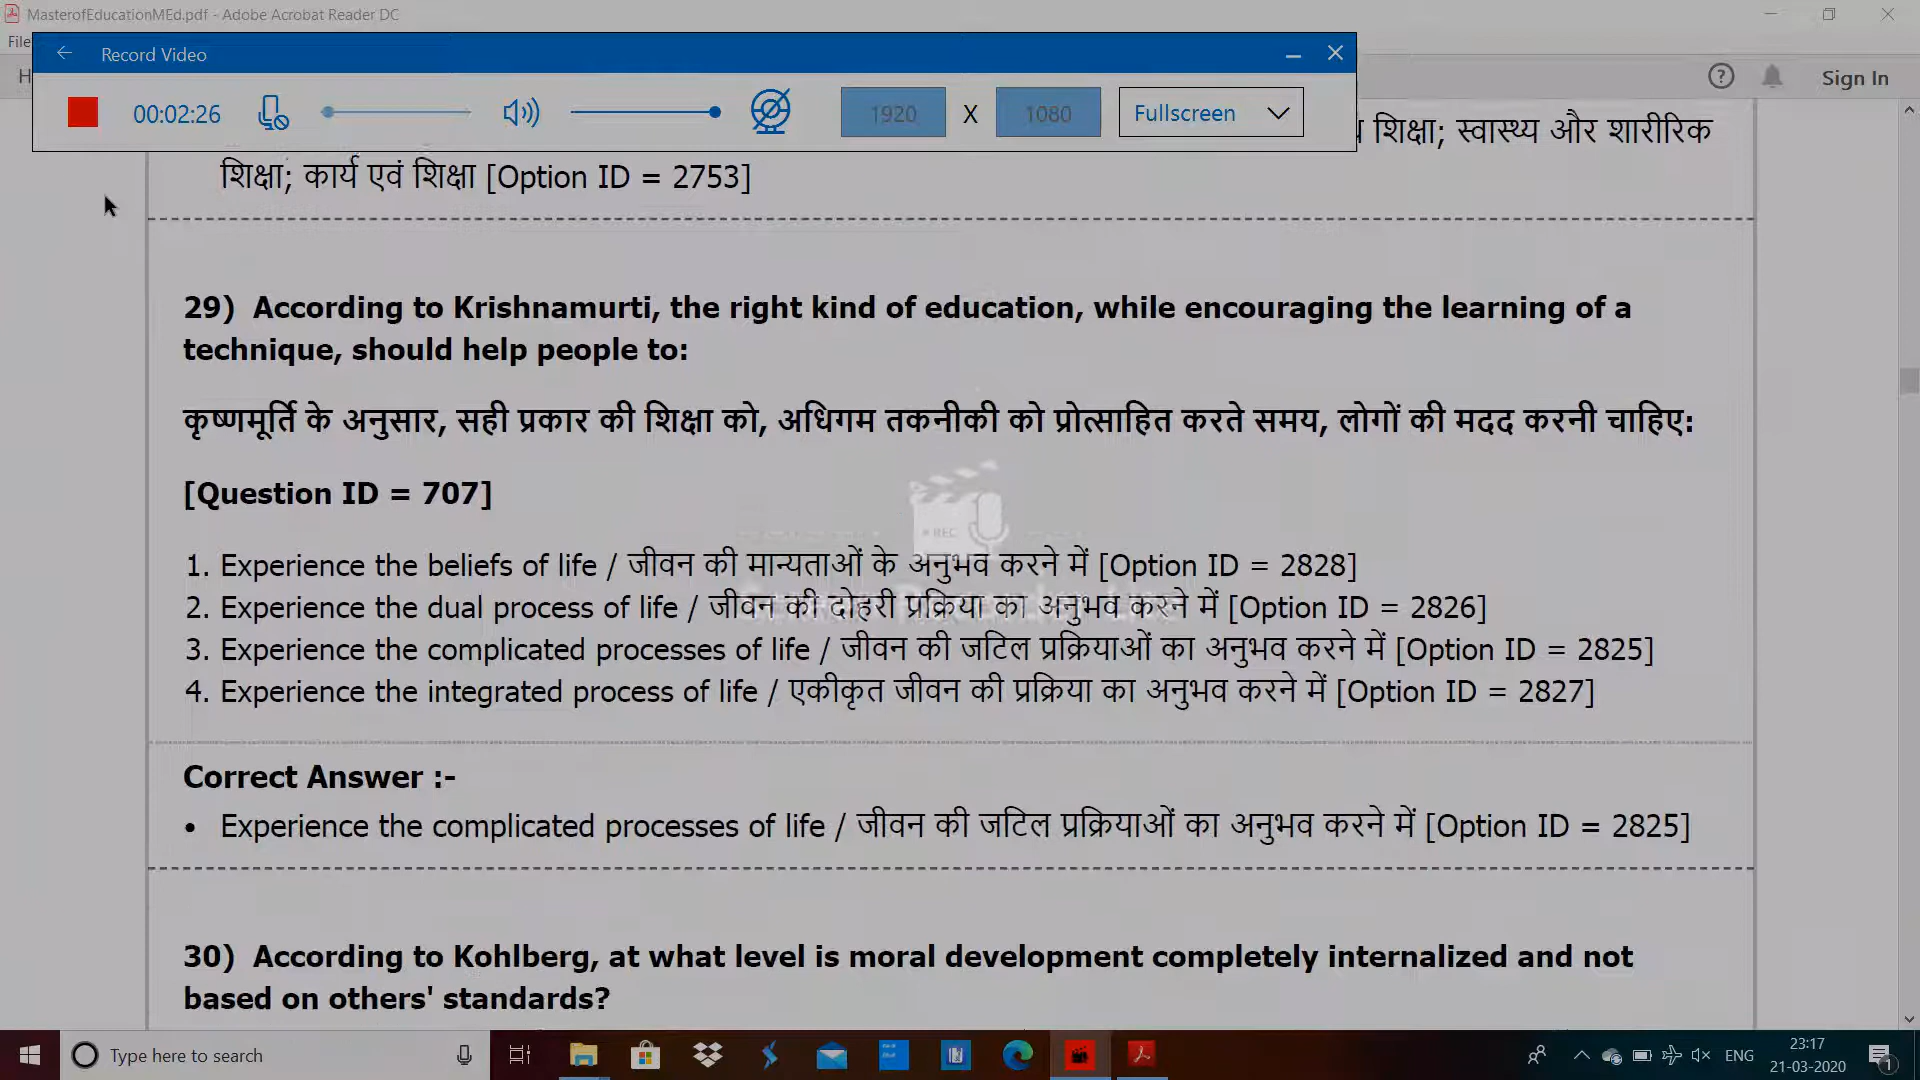 MasterofEducationMEd.pdf - Adobe Acrobat Reader DC
File
Record Video
H
00:02:26
1920 X 1080 Fullscreen
Sign In
शिक्षा; स्वास्थ्य और शारीरिक
शिक्षा; कार्य एवं शिक्षा [Option ID = 2753]
29) According to Krishnamurti, the right kind of education, while encouraging the learning of a
technique, should help people to:
कृष्णमूर्ति के अनुसार, सही प्रकार की शिक्षा को, अधिगम तकनीकी को प्रोत्साहित करते समय, लोगों की मदद करनी चाहिए:
[Question ID = 707]
REC
1. Experience the beliefs of life / जीवन की मान्यताओं के अनुभव करने में [Option ID = 2828]
2. Experience the dual process of life / जीवन की दोहरी प्रक्रिया का अनुभव करने में [Option ID = 2826]
3. Experience the complicated processes of life / जीवन की जटिल प्रक्रियाओं का अनुभव करने में [Option ID = 2825]
4. Experience the integrated process of life / एकीकृत जीवन की प्रक्रिया का अनुभव करने में [Option ID = 2827]
Correct Answer :-
• Experience the complicated processes of life / जीवन की जटिल प्रक्रियाओं का अनुभव करने में [Option ID = 2825]
30) According to Kohlberg, at what level is moral development completely internalized and not
based on others' standards?
Type here to search
ENG
23:17
21-03-2020
1